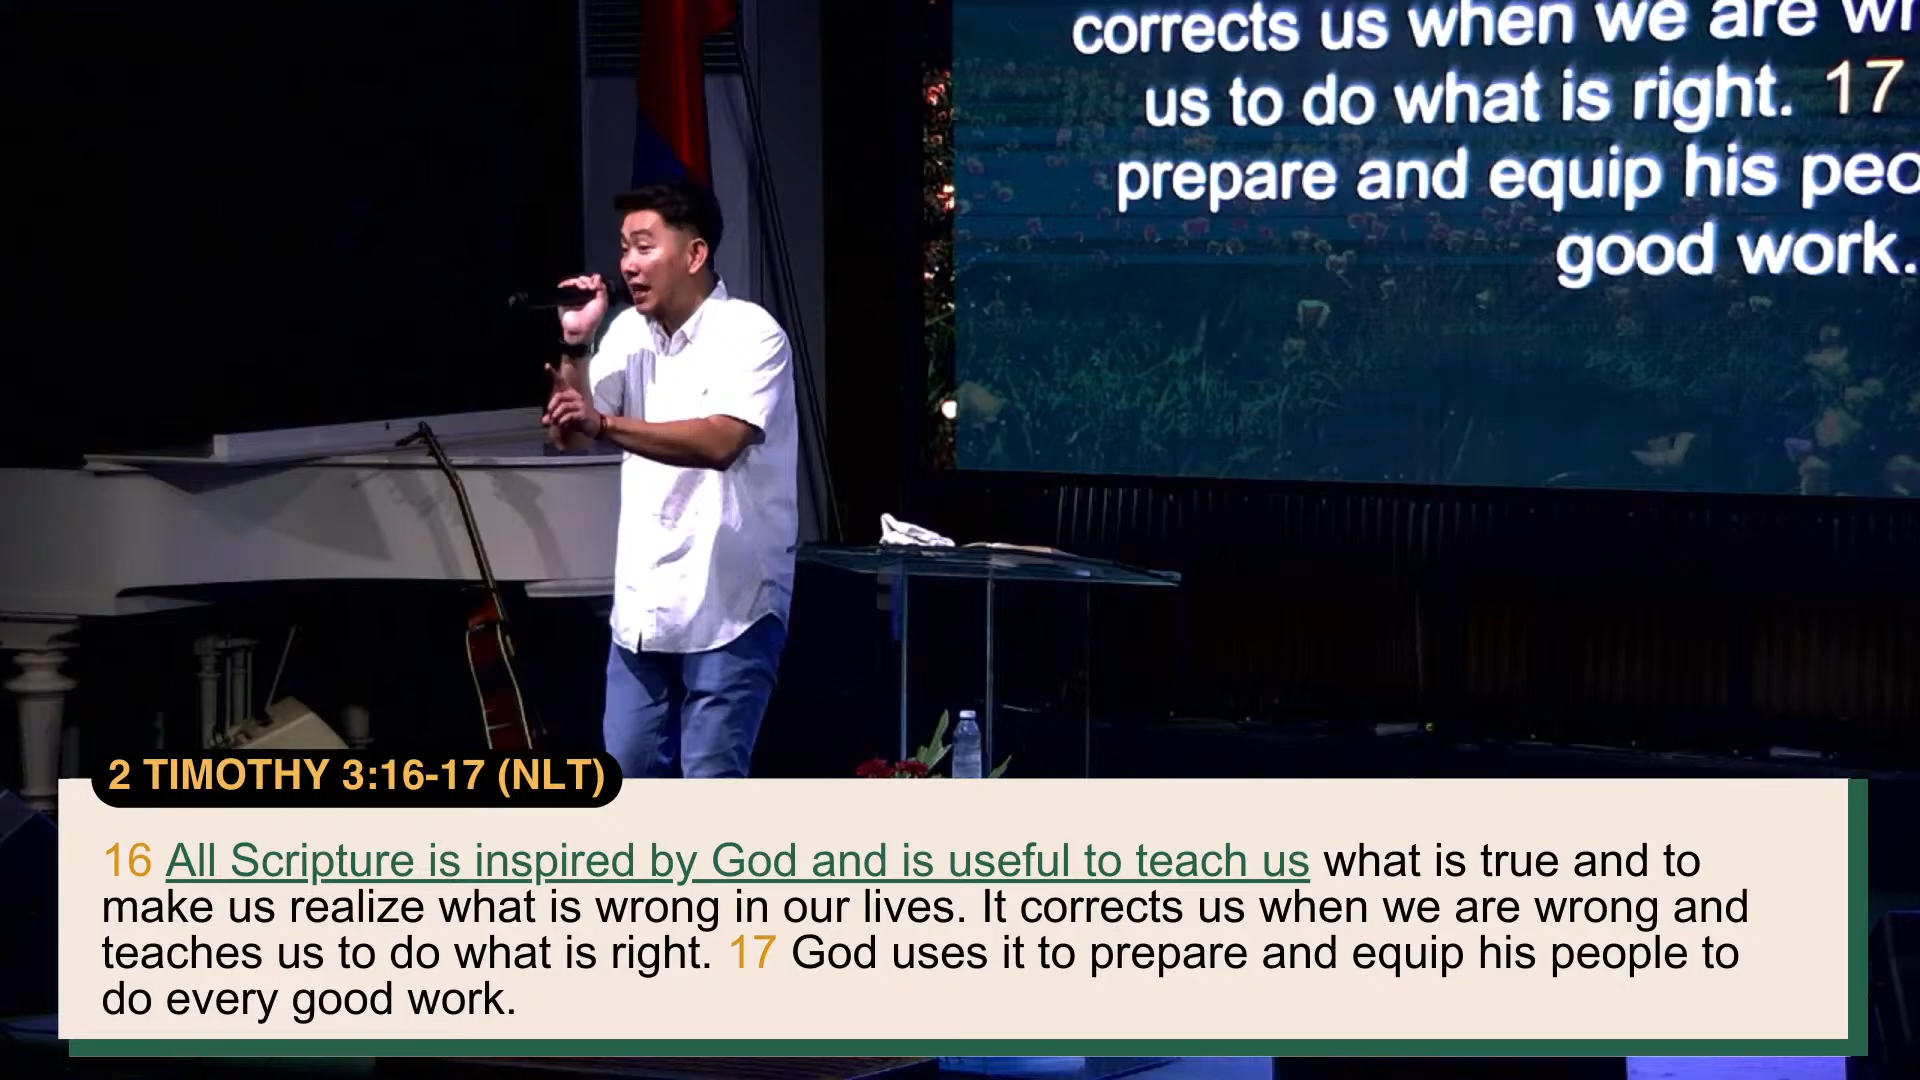 corrects us when we are
us to do what is right. 17
prepare and equip his
good work.
2 TIMOTHY 3:16-17 (NLT)
16 All Scripture is inspired by God and is useful to teach us what is true and to
make us realize what is wrong in our lives. It corrects us when we are wrong and
teaches us to do what is right. 17 God uses it to prepare and equip his people to
do every good work.